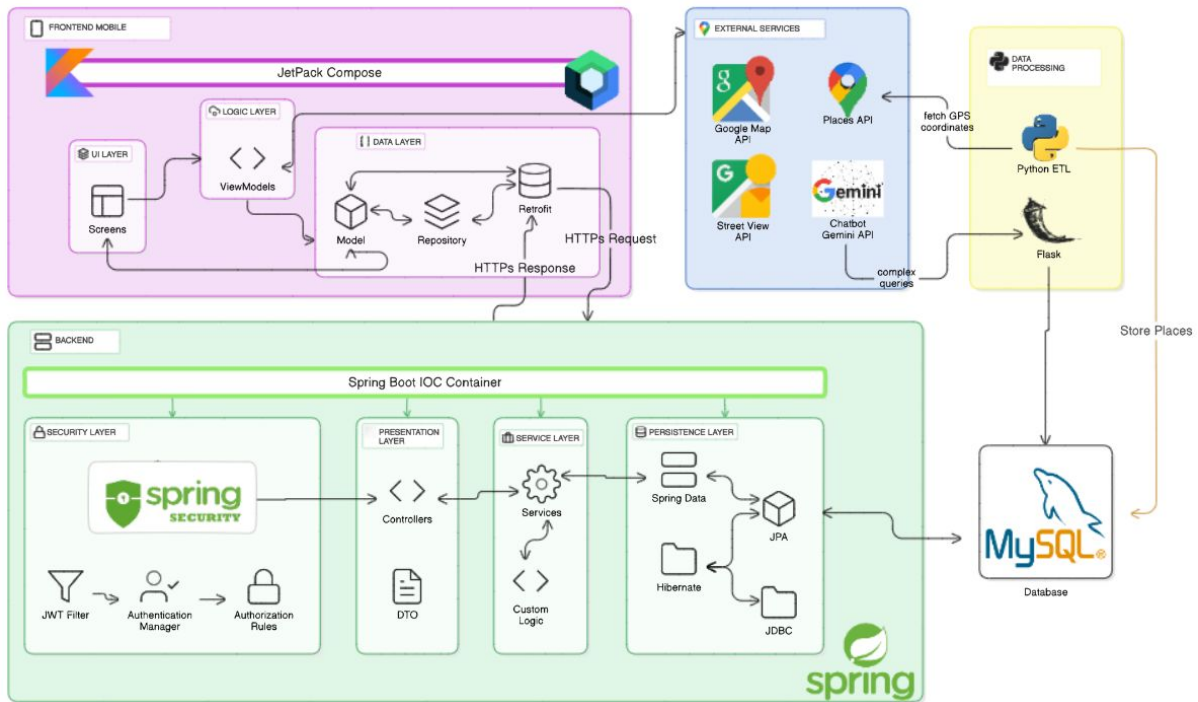 FRONTEND MOBILE
JetPack Compose
LOGIC LAYER
ViewModels
UI LAYER
Screens
[ ] DATA LAYER
Model
Repository
Retrofit
HTTPs Request
HTTPs Response
EXTERNAL SERVICES
g
Google Map
API
Places API
G
Street View
API
Gemini
Chatbot
Gemini API
DATA
PROCESSING
fetch GPS
coordinates
Python ETL
Flask
complex
queries
Store Places
BACKEND
Spring Boot IOC Container
SECURITY LAYER
spring
SECURITY
JWT Filter
Authentication
Manager
Authorization
Rules
PRESENTATION
LAYER
Controllers
DTO
SERVICE LAYER
Services
Custom
Logic
PERSISTENCE LAYER
Spring Data
JPA
Hibernate
JDBC
spring
MySQL®
Database